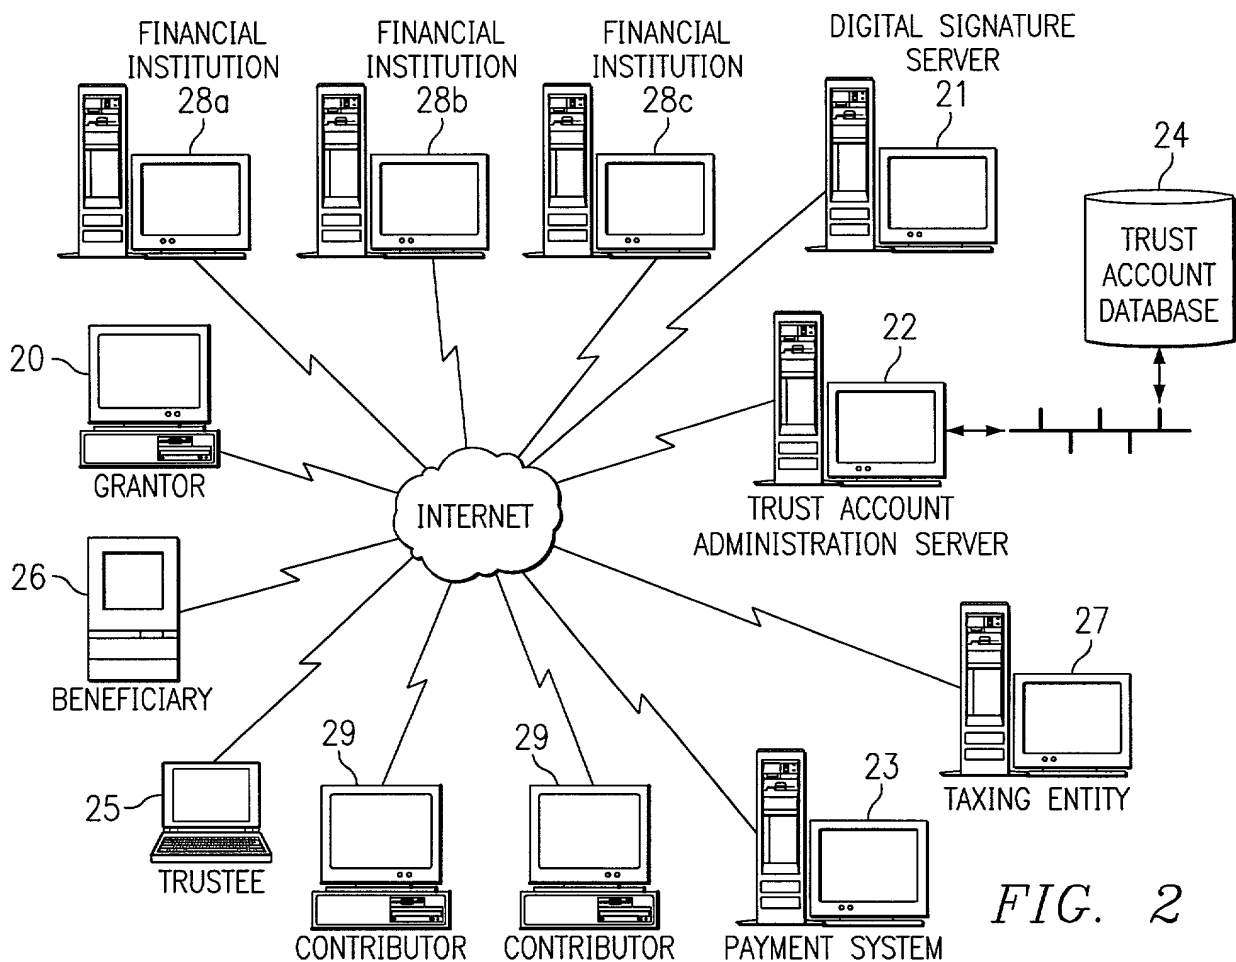 FINANCIAL
INSTITUTION
28a
FINANCIAL
INSTITUTION
28b
FINANCIAL
INSTITUTION
28c
DIGITAL SIGNATURE
SERVER
21
24
TRUST
ACCOUNT
DATABASE
20
GRANTOR
22
TRUST ACCOUNT
ADMINISTRATION SERVER
INTERNET
26
BENEFICIARY
27
TAXING ENTITY
25
TRUSTEE
29
CONTRIBUTOR
29
CONTRIBUTOR
23
PAYMENT SYSTEM
FIG. 2